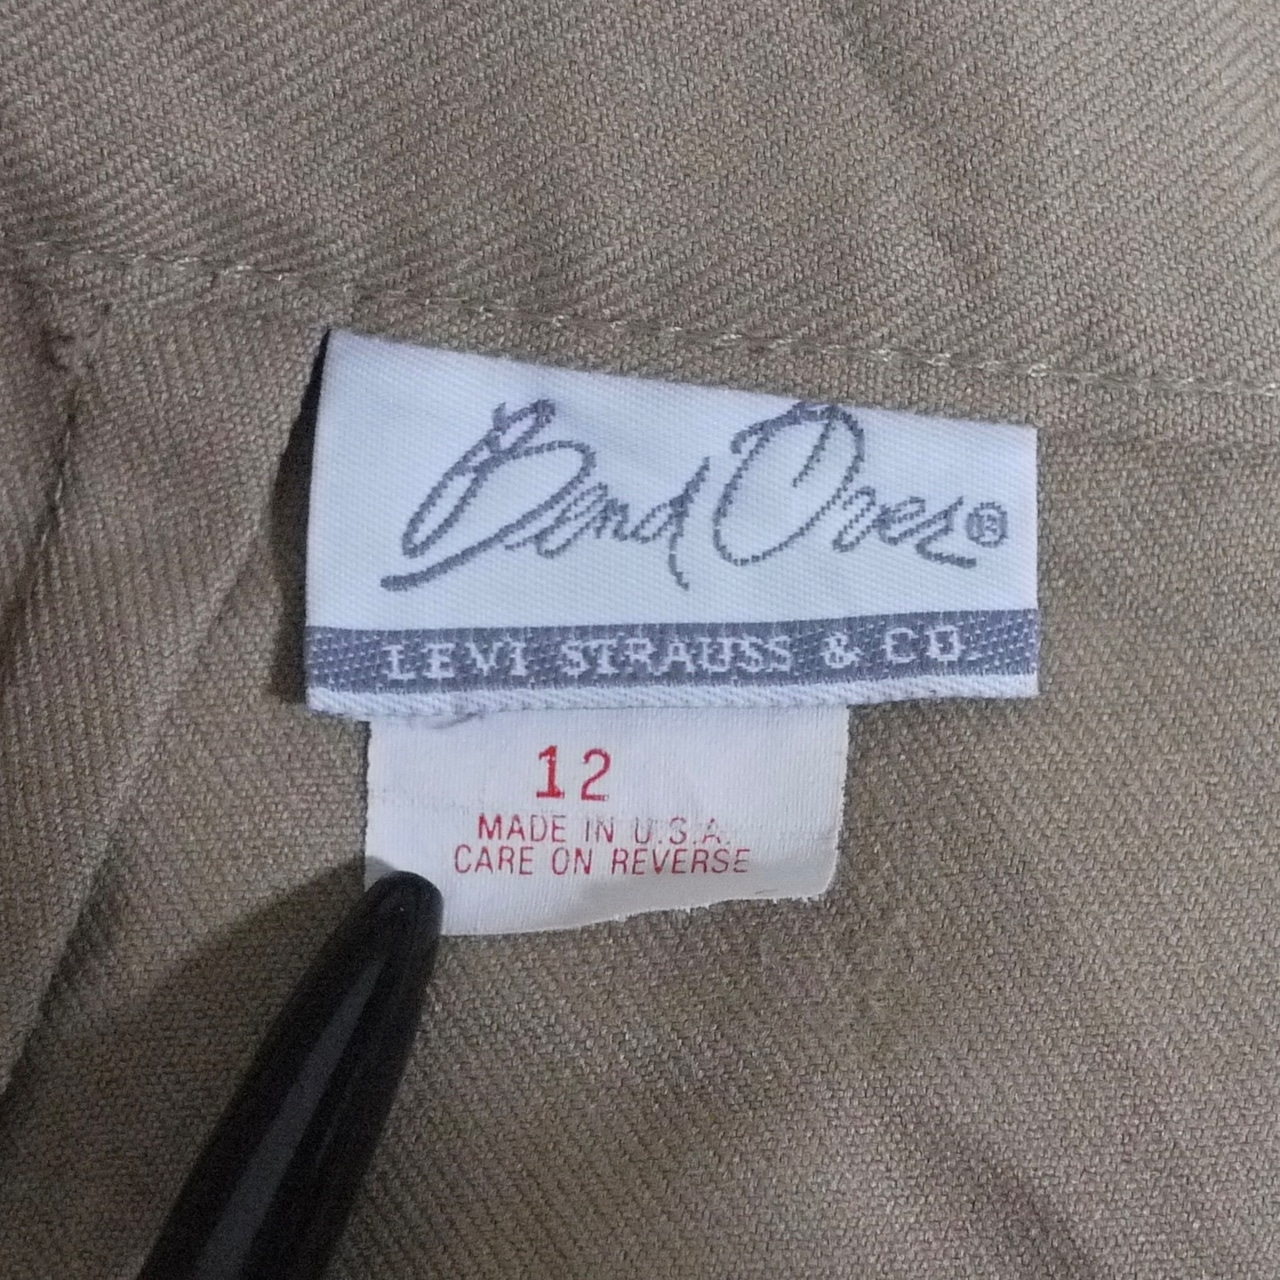 Bend Over®
LEVI STRAUSS & CO.
12
MADE IN U.S.A.
CARE ON REVERSE